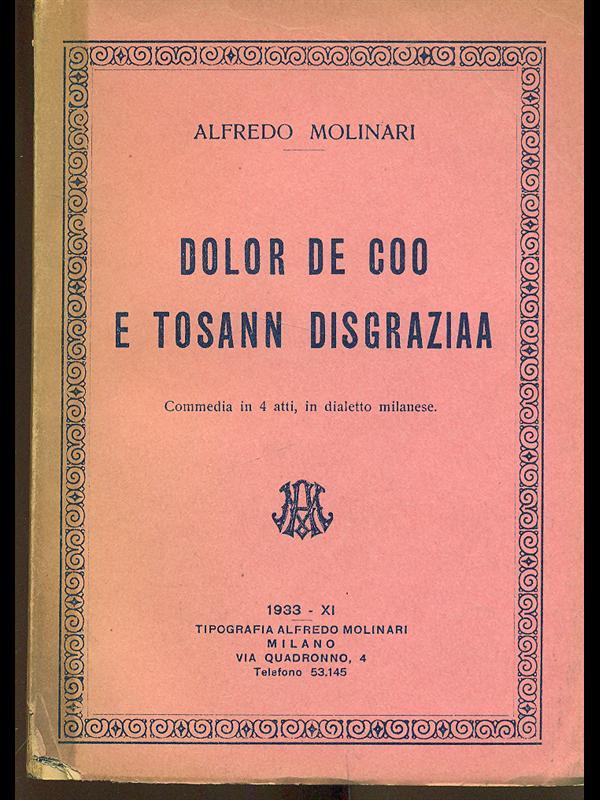 ALFREDO MOLINARI
DOLOR DE COO
E TOSANN DISGRAZIAA
Commedia in 4 atti, in dialetto milanese.
AM
1933 - XI
TIPOGRAFIA ALFREDO MOLINARI
MILANO
VIA QUADRONNO, 4
Telefono 53.145